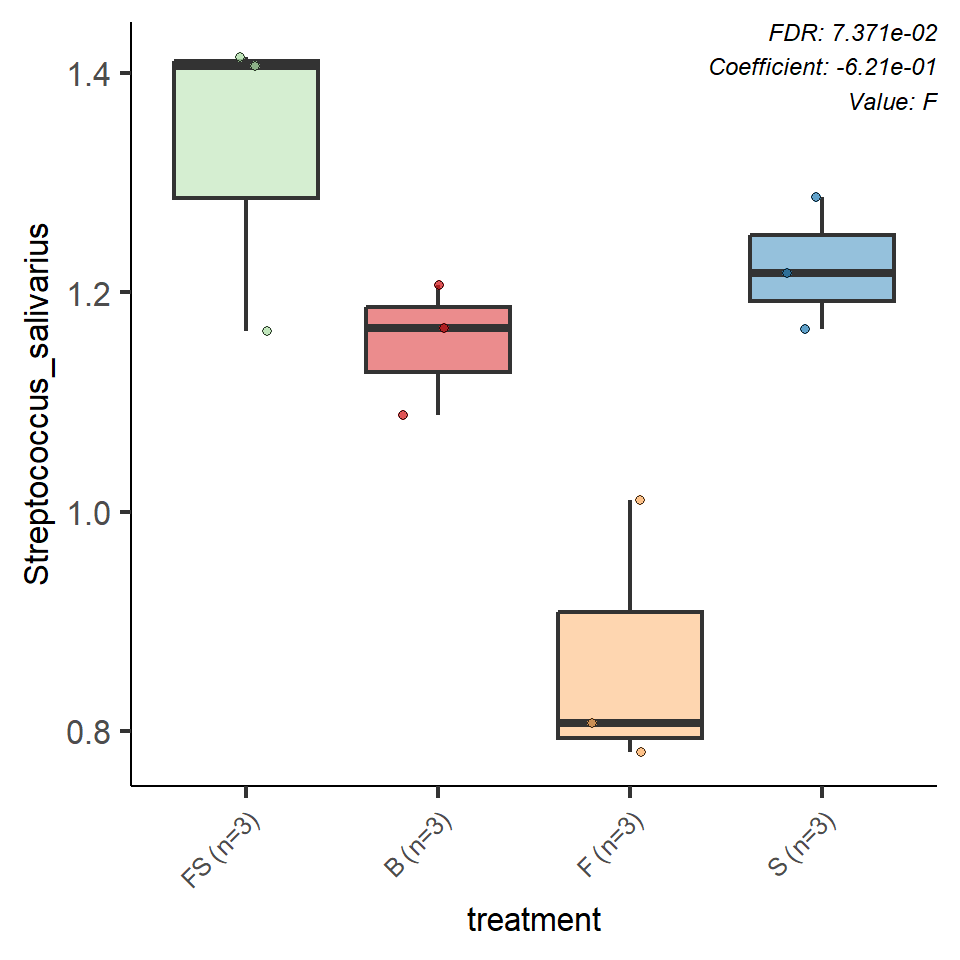 FDR: 7.371e-02
Coefficient: -6.21e-01
Value: F
Streptococcus_salivarius
1.4
1.2
1.0
0.8
FS (n=3)
B (n=3)
F (n=3)
S (n=3)
treatment